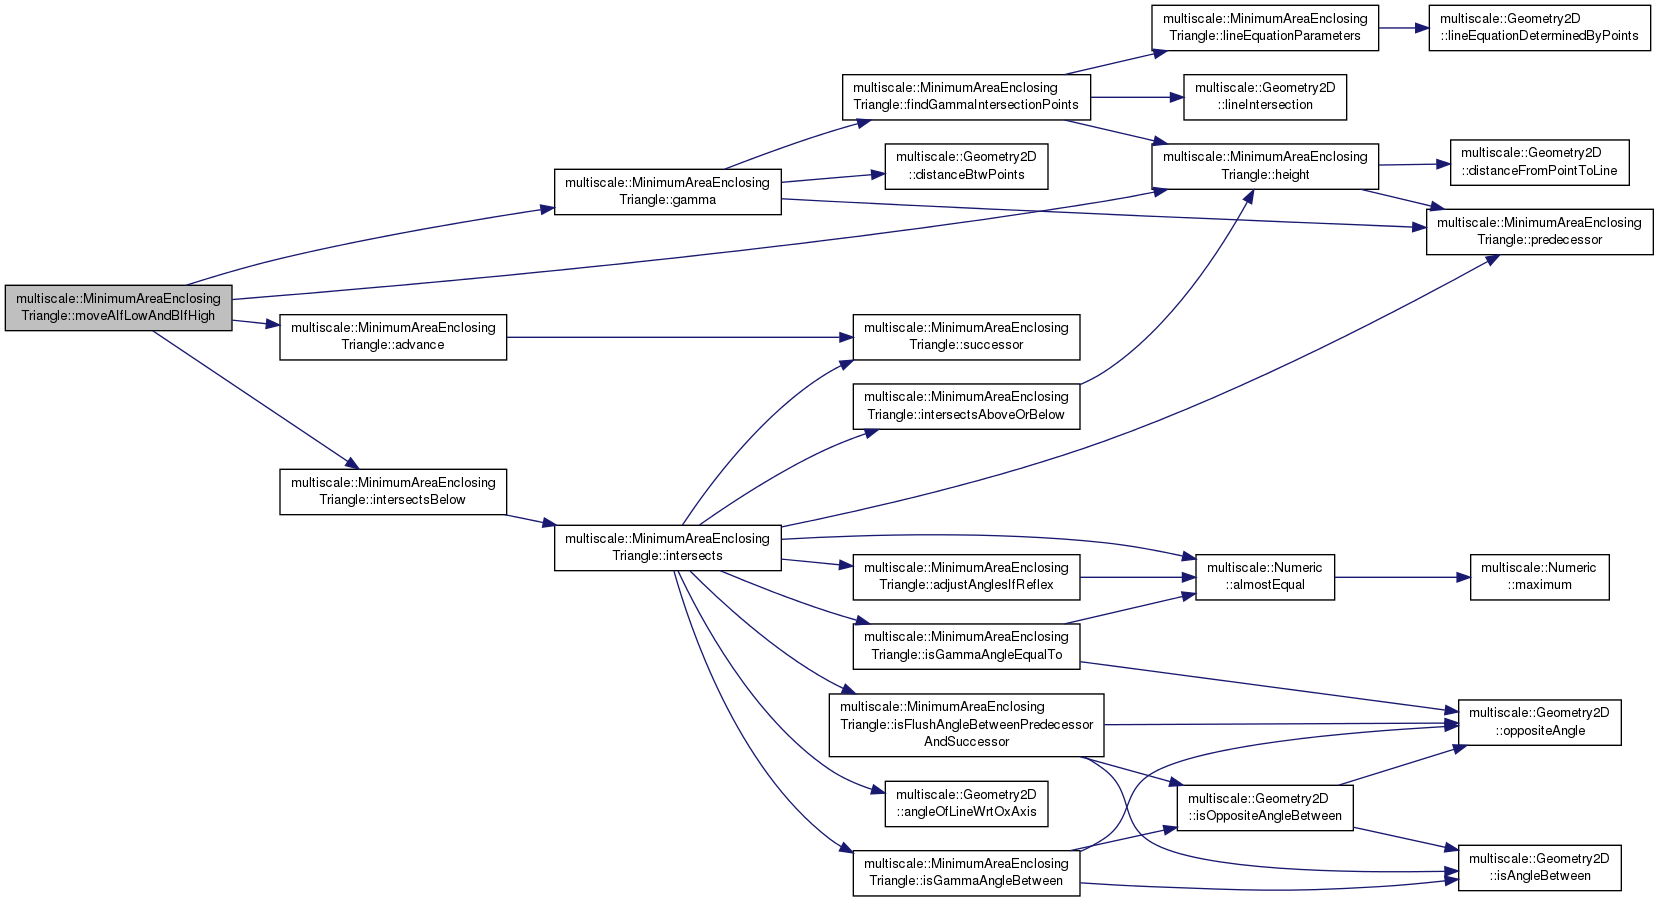 multiscale::MinimumAreaEnclosing
Triangle::moveAIfLowAndBIfHigh
multiscale::MinimumAreaEnclosing
Triangle::gamma
multiscale::MinimumAreaEnclosing
Triangle::advance
multiscale::MinimumAreaEnclosing
Triangle::intersectsBelow
multiscale::MinimumAreaEnclosing
Triangle::intersects
multiscale::MinimumAreaEnclosing
Triangle::findGammaIntersectionPoints
multiscale::Geometry2D
::distanceBtwPoints
multiscale::MinimumAreaEnclosing
Triangle::successor
multiscale::MinimumAreaEnclosing
Triangle::intersectsAboveOrBelow
multiscale::MinimumAreaEnclosing
Triangle::adjustAnglesIfReflex
multiscale::MinimumAreaEnclosing
Triangle::isGammaAngleEqualTo
multiscale::MinimumAreaEnclosing
Triangle::isFlushAngleBetweenPredecessor
AndSuccessor
multiscale::Geometry2D
::angleOfLineWrtOxAxis
multiscale::MinimumAreaEnclosing
Triangle::isGammaAngleBetween
multiscale::MinimumAreaEnclosing
Triangle::lineEquationParameters
multiscale::Geometry2D
::lineIntersection
multiscale::MinimumAreaEnclosing
Triangle::height
multiscale::Numeric
::almostEqual
multiscale::Geometry2D
::isOppositeAngleBetween
multiscale::Geometry2D
::lineEquationDeterminedByPoints
multiscale::Geometry2D
::distanceFromPointToLine
multiscale::MinimumAreaEnclosing
Triangle::predecessor
multiscale::Numeric
::maximum
multiscale::Geometry2D
::oppositeAngle
multiscale::Geometry2D
::isAngleBetween